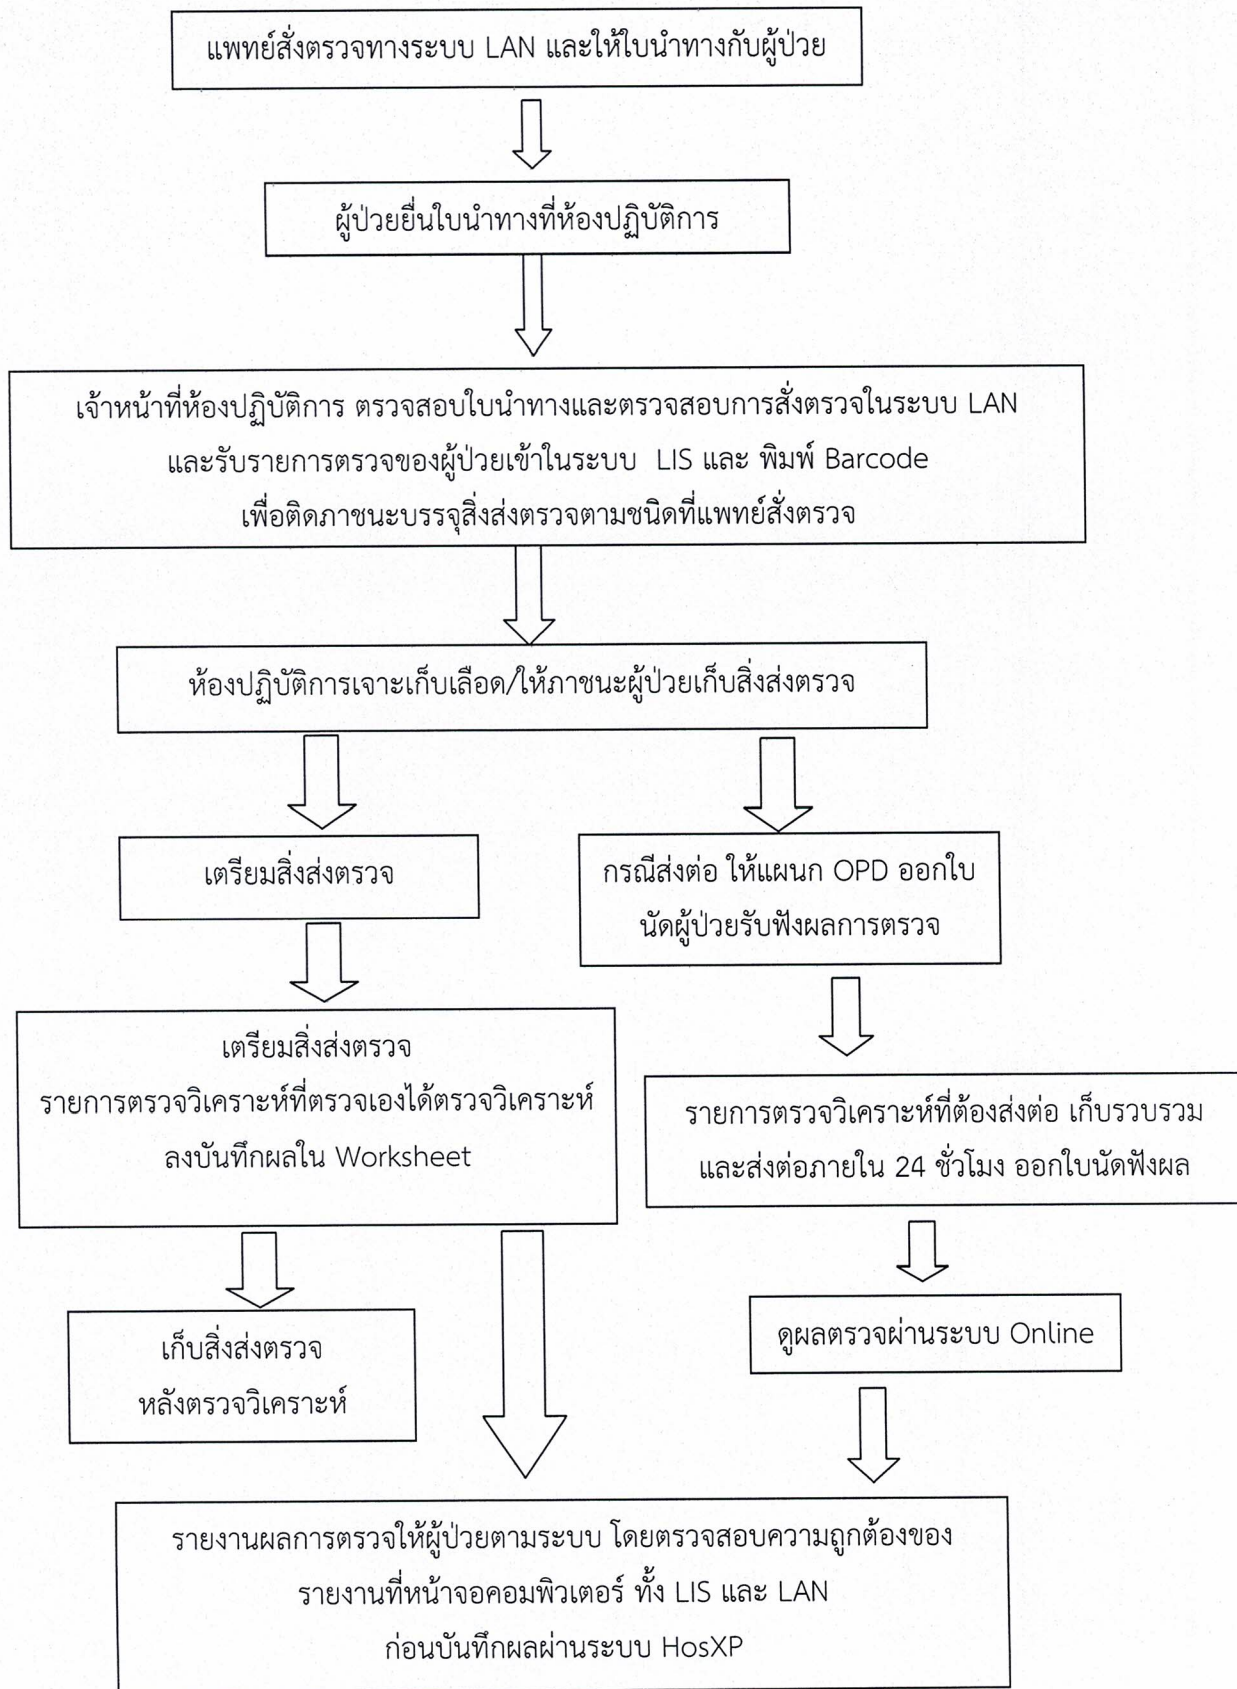 แพทย์สั่งตรวจทางระบบ LAN และให้ใบนำทางกับผู้ป่วย
ผู้ป่วยยื่นใบนำทางที่ห้องปฏิบัติการ
เจ้าหน้าที่ห้องปฏิบัติการ ตรวจสอบใบนำทางและตรวจสอบการสั่งตรวจในระบบ LAN
และรับรายการตรวจของผู้ป่วยเข้าในระบบ LIS และ พิมพ์ Barcode
เพื่อติดภาชนะบรรจุสิ่งส่งตรวจตามชนิดที่แพทย์สั่งตรวจ
ห้องปฏิบัติการเจาะเก็บเลือด/ให้ภาชนะผู้ป่วยเก็บสิ่งส่งตรวจ
เตรียมสิ่งส่งตรวจ
กรณีส่งต่อ ให้แผนก OPD ออกใบ
นัดผู้ป่วยรับฟังผลการตรวจ
เตรียมสิ่งส่งตรวจ
รายการตรวจวิเคราะห์ที่ตรวจเองได้ตรวจวิเคราะห์
ลงบันทึกผลใน Worksheet
รายการตรวจวิเคราะห์ที่ต้องส่งต่อ เก็บรวบรวม
และส่งต่อภายใน 24 ชั่วโมง ออกใบนัดฟังผล
เก็บสิ่งส่งตรวจ
หลังตรวจวิเคราะห์
ดูผลตรวจผ่านระบบ Online
รายงานผลการตรวจให้ผู้ป่วยตามระบบ โดยตรวจสอบความถูกต้องของ
รายงานที่หน้าจอคอมพิวเตอร์ ทั้ง LIS และ LAN
ก่อนบันทึกผลผ่านระบบ HosXP